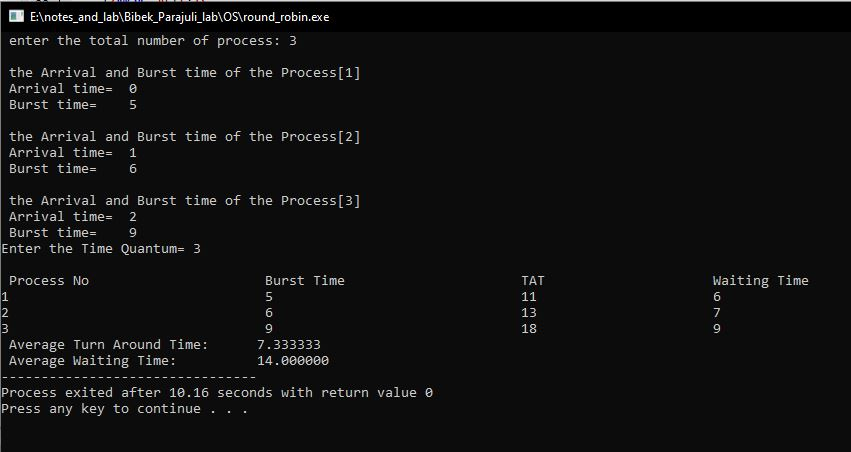 E:\notes_and_lab\Bibek_Parajuli_lab\OS\round_robin.exe
enter the total number of process: 3
the Arrival and Burst time of the Process[1]
Arrival time= 0
Burst time= 5
the Arrival and Burst time of the Process[2]
Arrival time= 1
Burst time= 6
the Arrival and Burst time of the Process[3]
Arrival time= 2
Burst time= 9
Enter the Time Quantum= 3
Process No Burst Time TAT Waiting Time
1 5 11 6
2 6 13 7
3 9 18 9
Average Turn Around Time: 7.333333
Average Waiting Time: 14.000000
--------------------------------
Process exited after 10.16 seconds with return value 0
Press any key to continue . . .